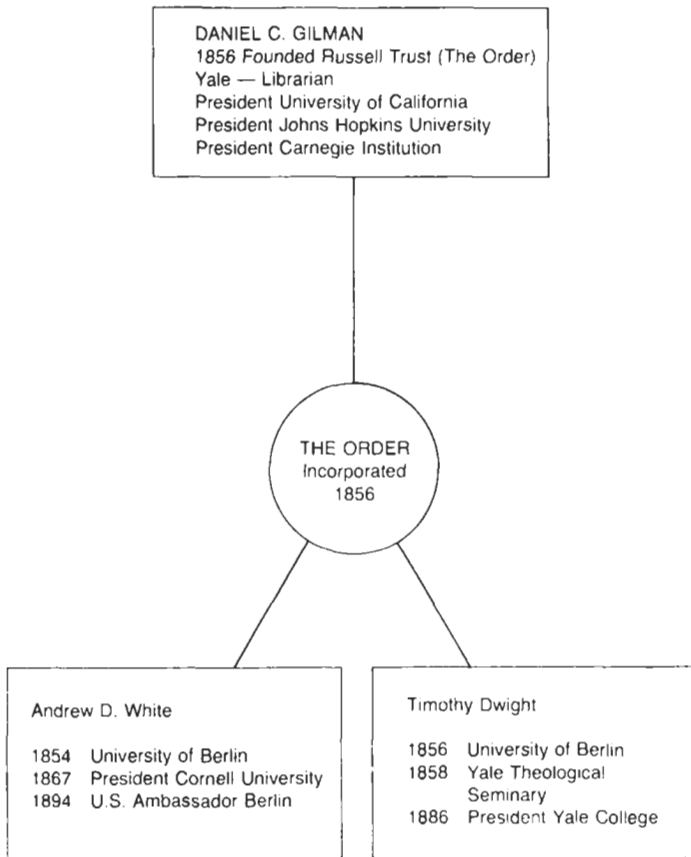 DANIEL C. GILMAN
1856 Founded Russell Trust (The Order)
Yale — Librarian
President University of California
President Johns Hopkins University
President Carnegie Institution
THE ORDER
Incorporated
1856
Andrew D. White
1854 University of Berlin
1867 President Cornell University
1894 U.S. Ambassador Berlin
Timothy Dwight
1856 University of Berlin
1858 Yale Theological
Seminary
1886 President Yale College